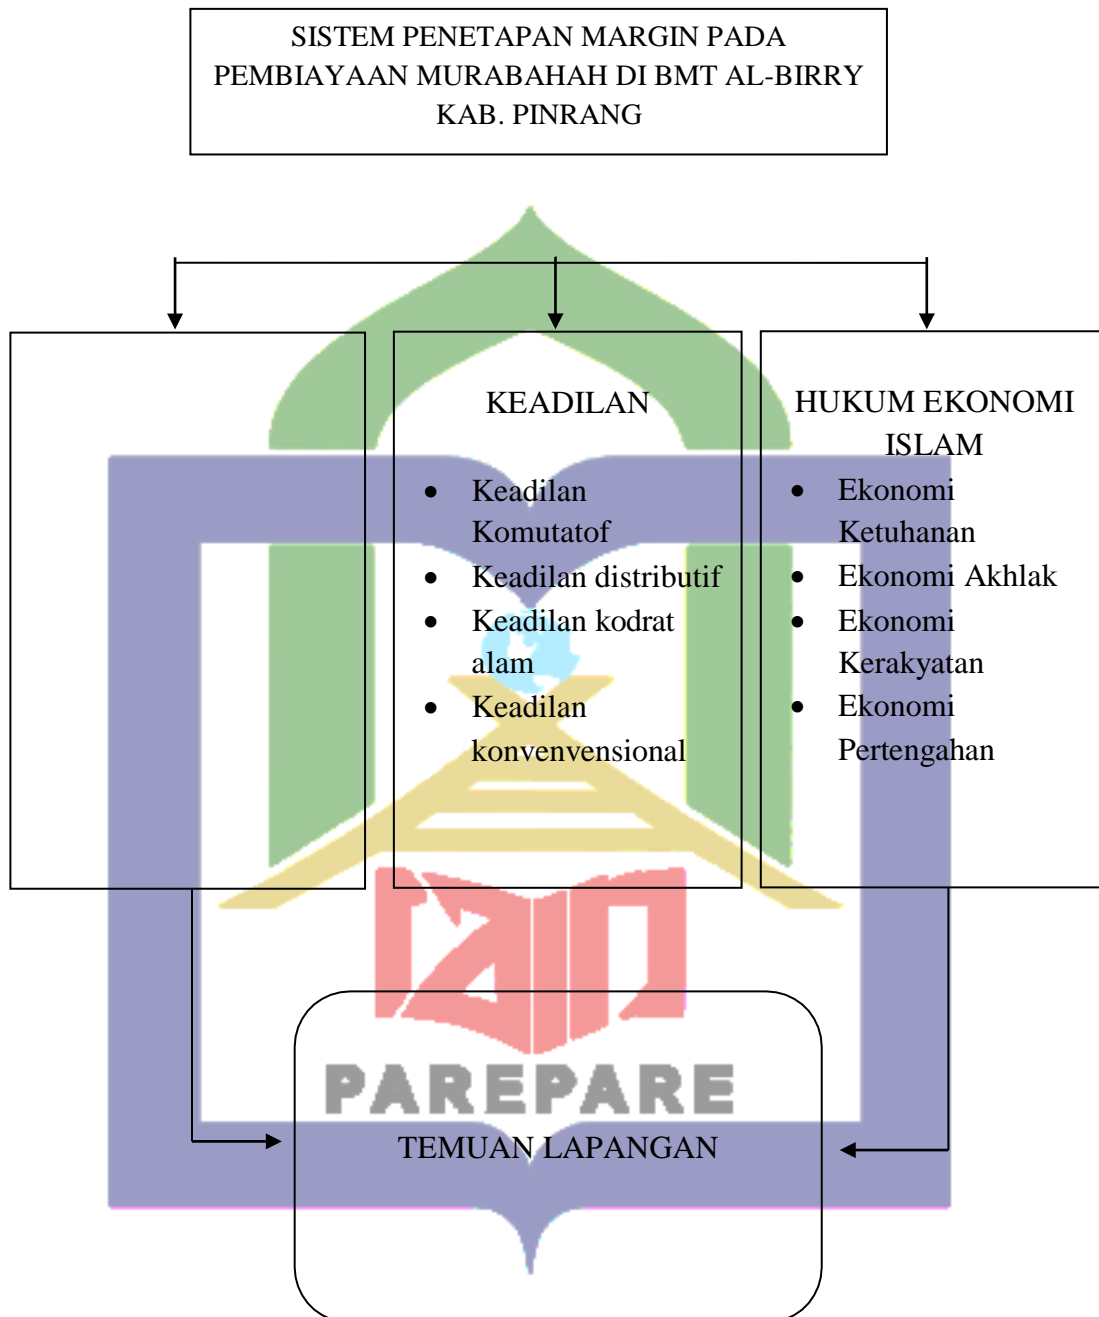 SISTEM PENETAPAN MARGIN PADA
PEMBIAYAAN MURABAHAH DI BMT AL-BIRRY
KAB. PINRANG
KEADILAN
• Keadilan
Komutatof
• Keadilan distributif
• Keadilan kodrat
alam
• Keadilan
konvenvensional
HUKUM EKONOMI
ISLAM
• Ekonomi
Ketuhanan
• Ekonomi Akhlak
• Ekonomi
Kerakyatan
• Ekonomi
Pertengahan
iain
PAREPARE
TEMUAN LAPANGAN